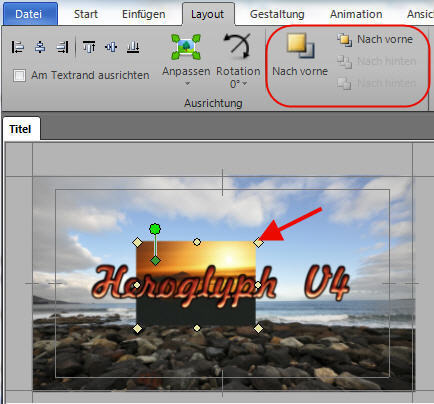 Datei Start Einfügen Layout Gestaltung Animation Ansic
Am Textrand ausrichten
Anpassen
Rotation
0°
Ausrichtung
Nach vorne
Nach vorne
Nach hinten
Nach hinten
Titel
Heroglyph V4